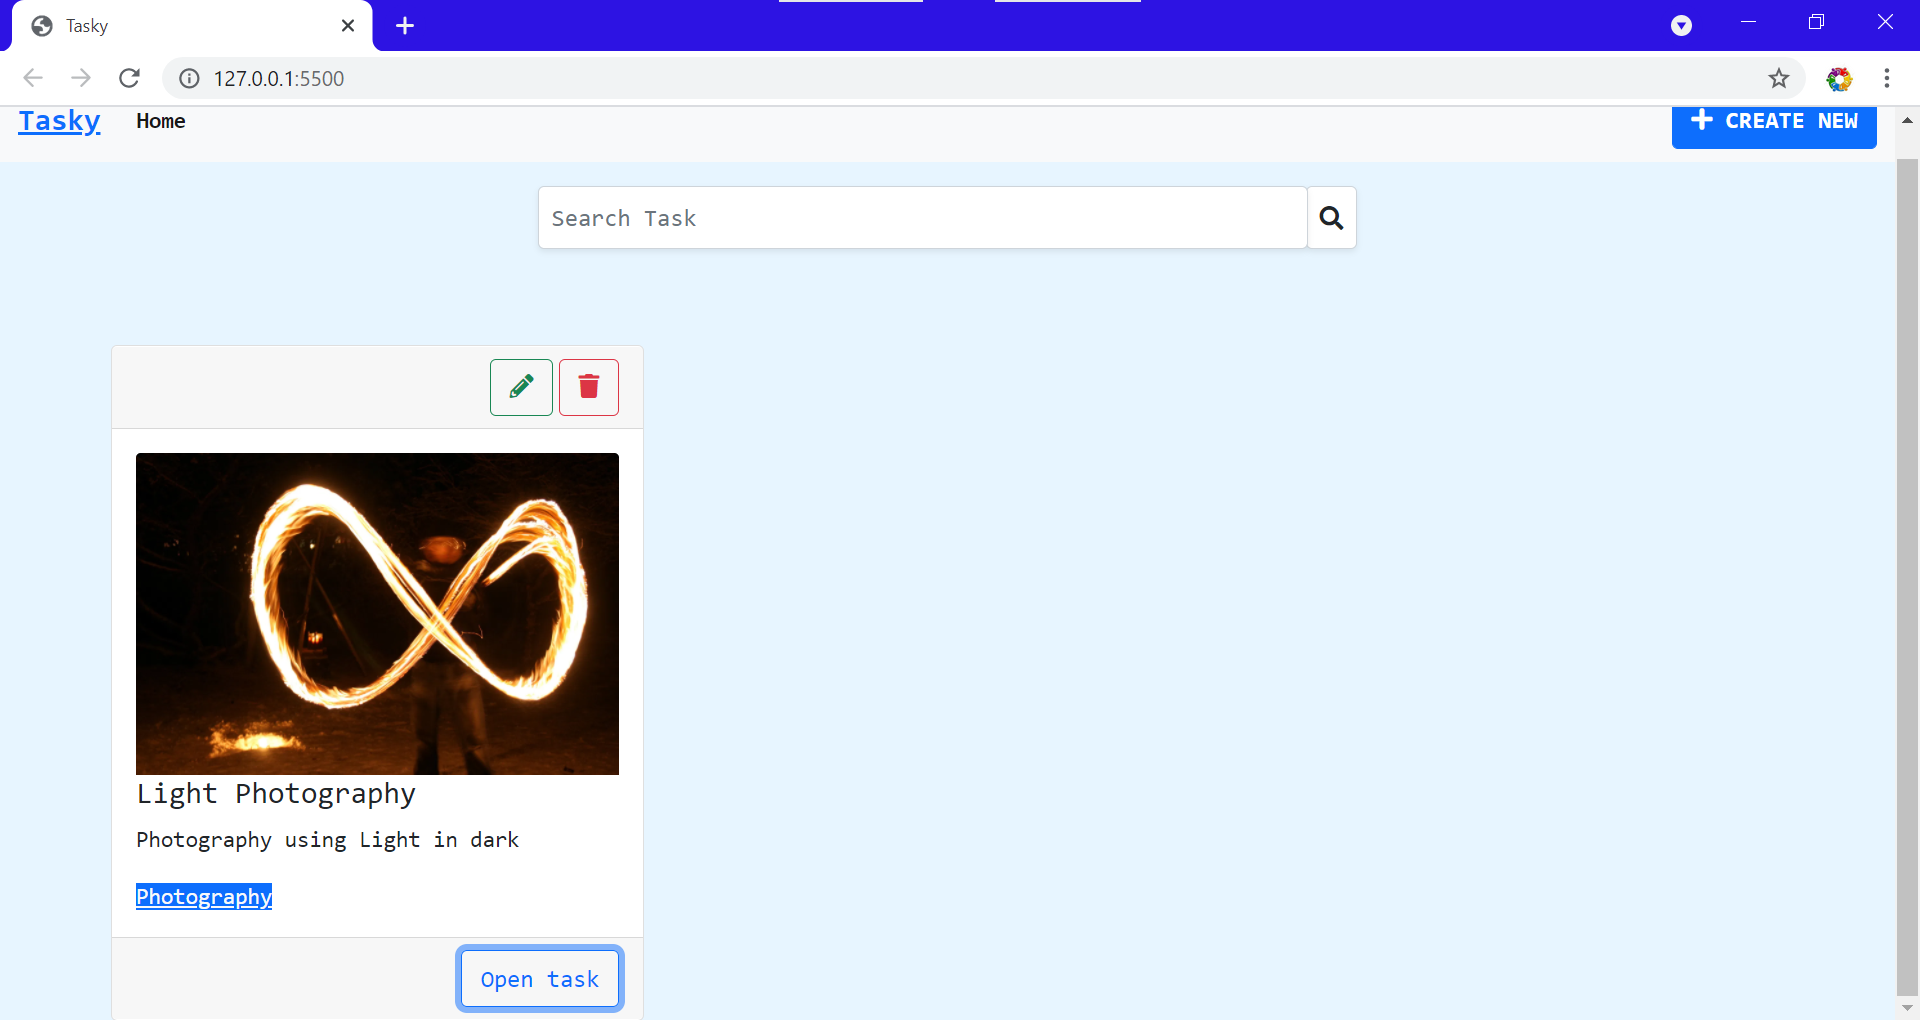 Tasky
127.0.0.1:5500
Tasky Home CREATE NEW
Search Task
Light Photography
Photography using Light in dark
Photography
Open task